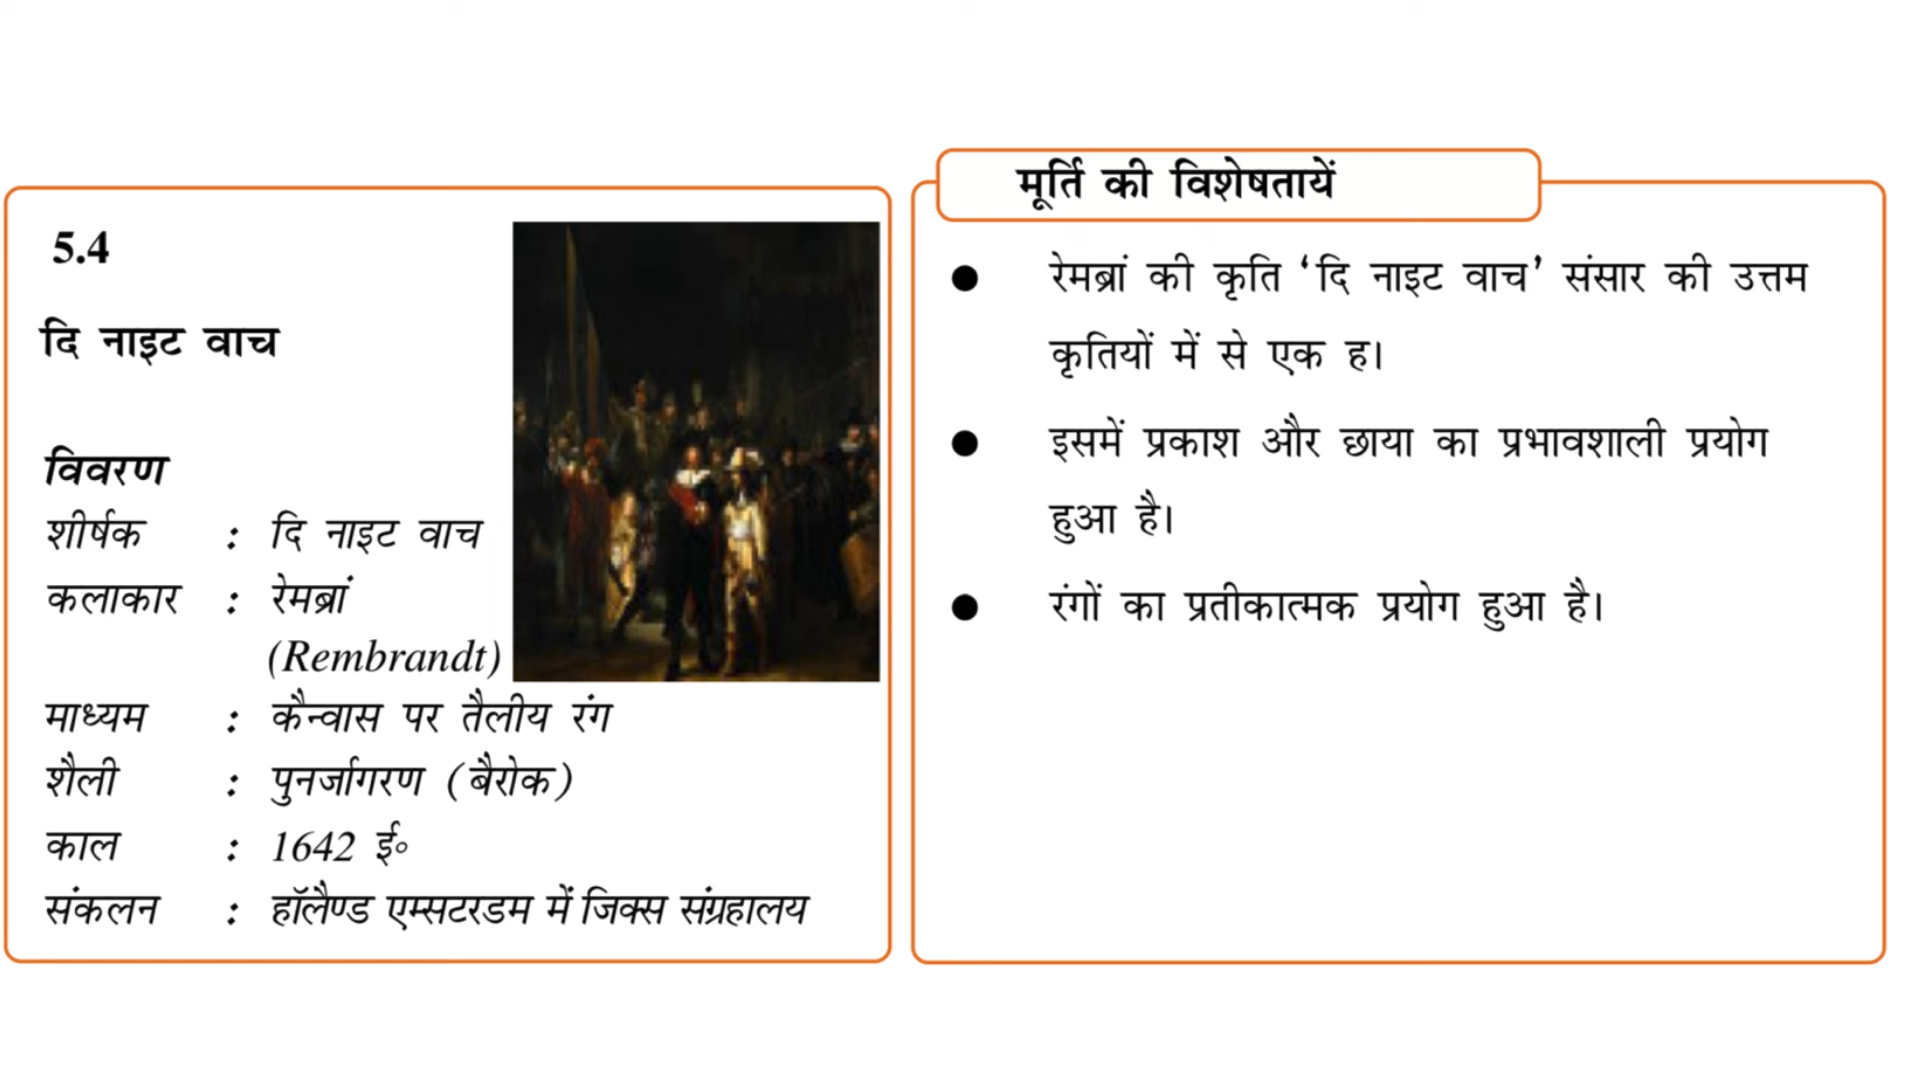 5.4
दि नाइट वाच
विवरण
शीर्षक : दि नाइट वाच
कलाकार : रेमब्रां
(Rembrandt)
माध्यम : कैन्वास पर तैलीय रंग
शैली : पुनर्जागरण (बैरोक)
काल : 1642 ई॰
संकलन : हॉलैण्ड एम्सटरडम में जिक्स संग्रहालय
मूर्ति की विशेषतायें
● रेमब्रां की कृति ‘दि नाइट वाच’ संसार की उत्तम
कृतियों में से एक ह।
● इसमें प्रकाश और छाया का प्रभावशाली प्रयोग
हुआ है।
● रंगों का प्रतीकात्मक प्रयोग हुआ है।